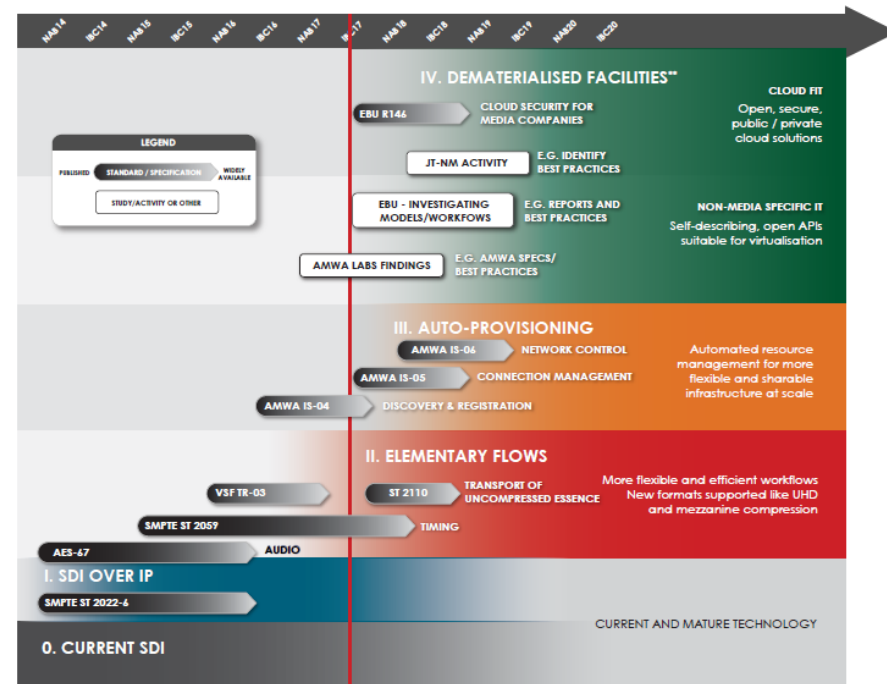 NAB14 IBC14 NAB15 IBC15 NAB16 IBC16 NAB17 IBC17 NAB18 IBC18 NAB19 IBC19 NAB20 IBC20
IV. DEMATERIALISED FACILITIES**
EBU R146
CLOUD SECURITY FOR
MEDIA COMPANIES
CLOUD FIT
Open, secure,
public / private
cloud solutions
LEGEND
PUBLISHED
STANDARD / SPECIFICATION
WIDELY
AVAILABLE
STUDY/ACTIVITY OR OTHER
JT-NM ACTIVITY
E.G. IDENTIFY
BEST PRACTICES
EBU - INVESTIGATING
MODELS/WORKFOWS
E.G. REPORTS AND
BEST PRACTICES
NON-MEDIA SPECIFIC IT
Self-describing, open APIs
suitable for virtualisation
AMWA LABS FINDINGS
E.G. AMWA SPECS/
BEST PRACTICES
III. AUTO-PROVISIONING
AMWA IS-06
NETWORK CONTROL
AMWA IS-05
CONNECTION MANAGEMENT
AMWA IS-04
DISCOVERY & REGISTRATION
Automated resource
management for more
flexible and sharable
infrastructure at scale
II. ELEMENTARY FLOWS
VSF TR-03
ST 2110
TRANSPORT OF
UNCOMPRESSED ESSENCE
More flexible and efficient workflows
New formats supported like UHD
and mezzanine compression
SMPTE ST 2059
TIMING
AES-67
AUDIO
I. SDI OVER IP
SMPTE ST 2022-6
CURRENT AND MATURE TECHNOLOGY
0. CURRENT SDI